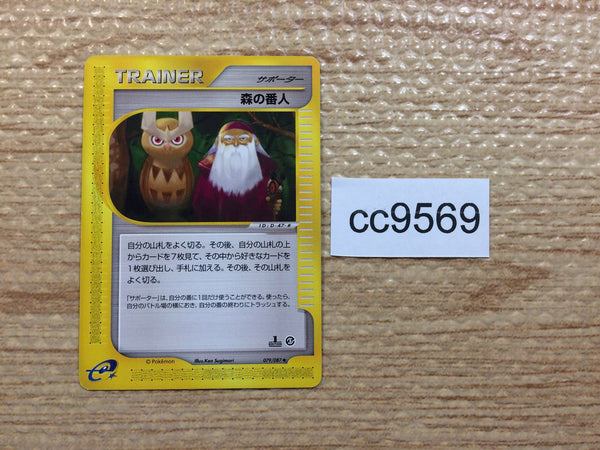 TRAINER
サポーター
森の番人
ID:D-47-#
自分の山札をよく切る。その後、自分の山札の上
からカードを7枚見て、その中から好きなカードを
1枚選び出し、手札に加える。その後、その山札を
よく切る。
「サポーター」は、自分の番に1回だけ使うことができる。使ったら、
自分のバトル場の横におき、自分の番の終わりにトラッシュする。
1
EDITION
©Pokémon
Illus.Ken Sugimori
079/087
e
cc9569